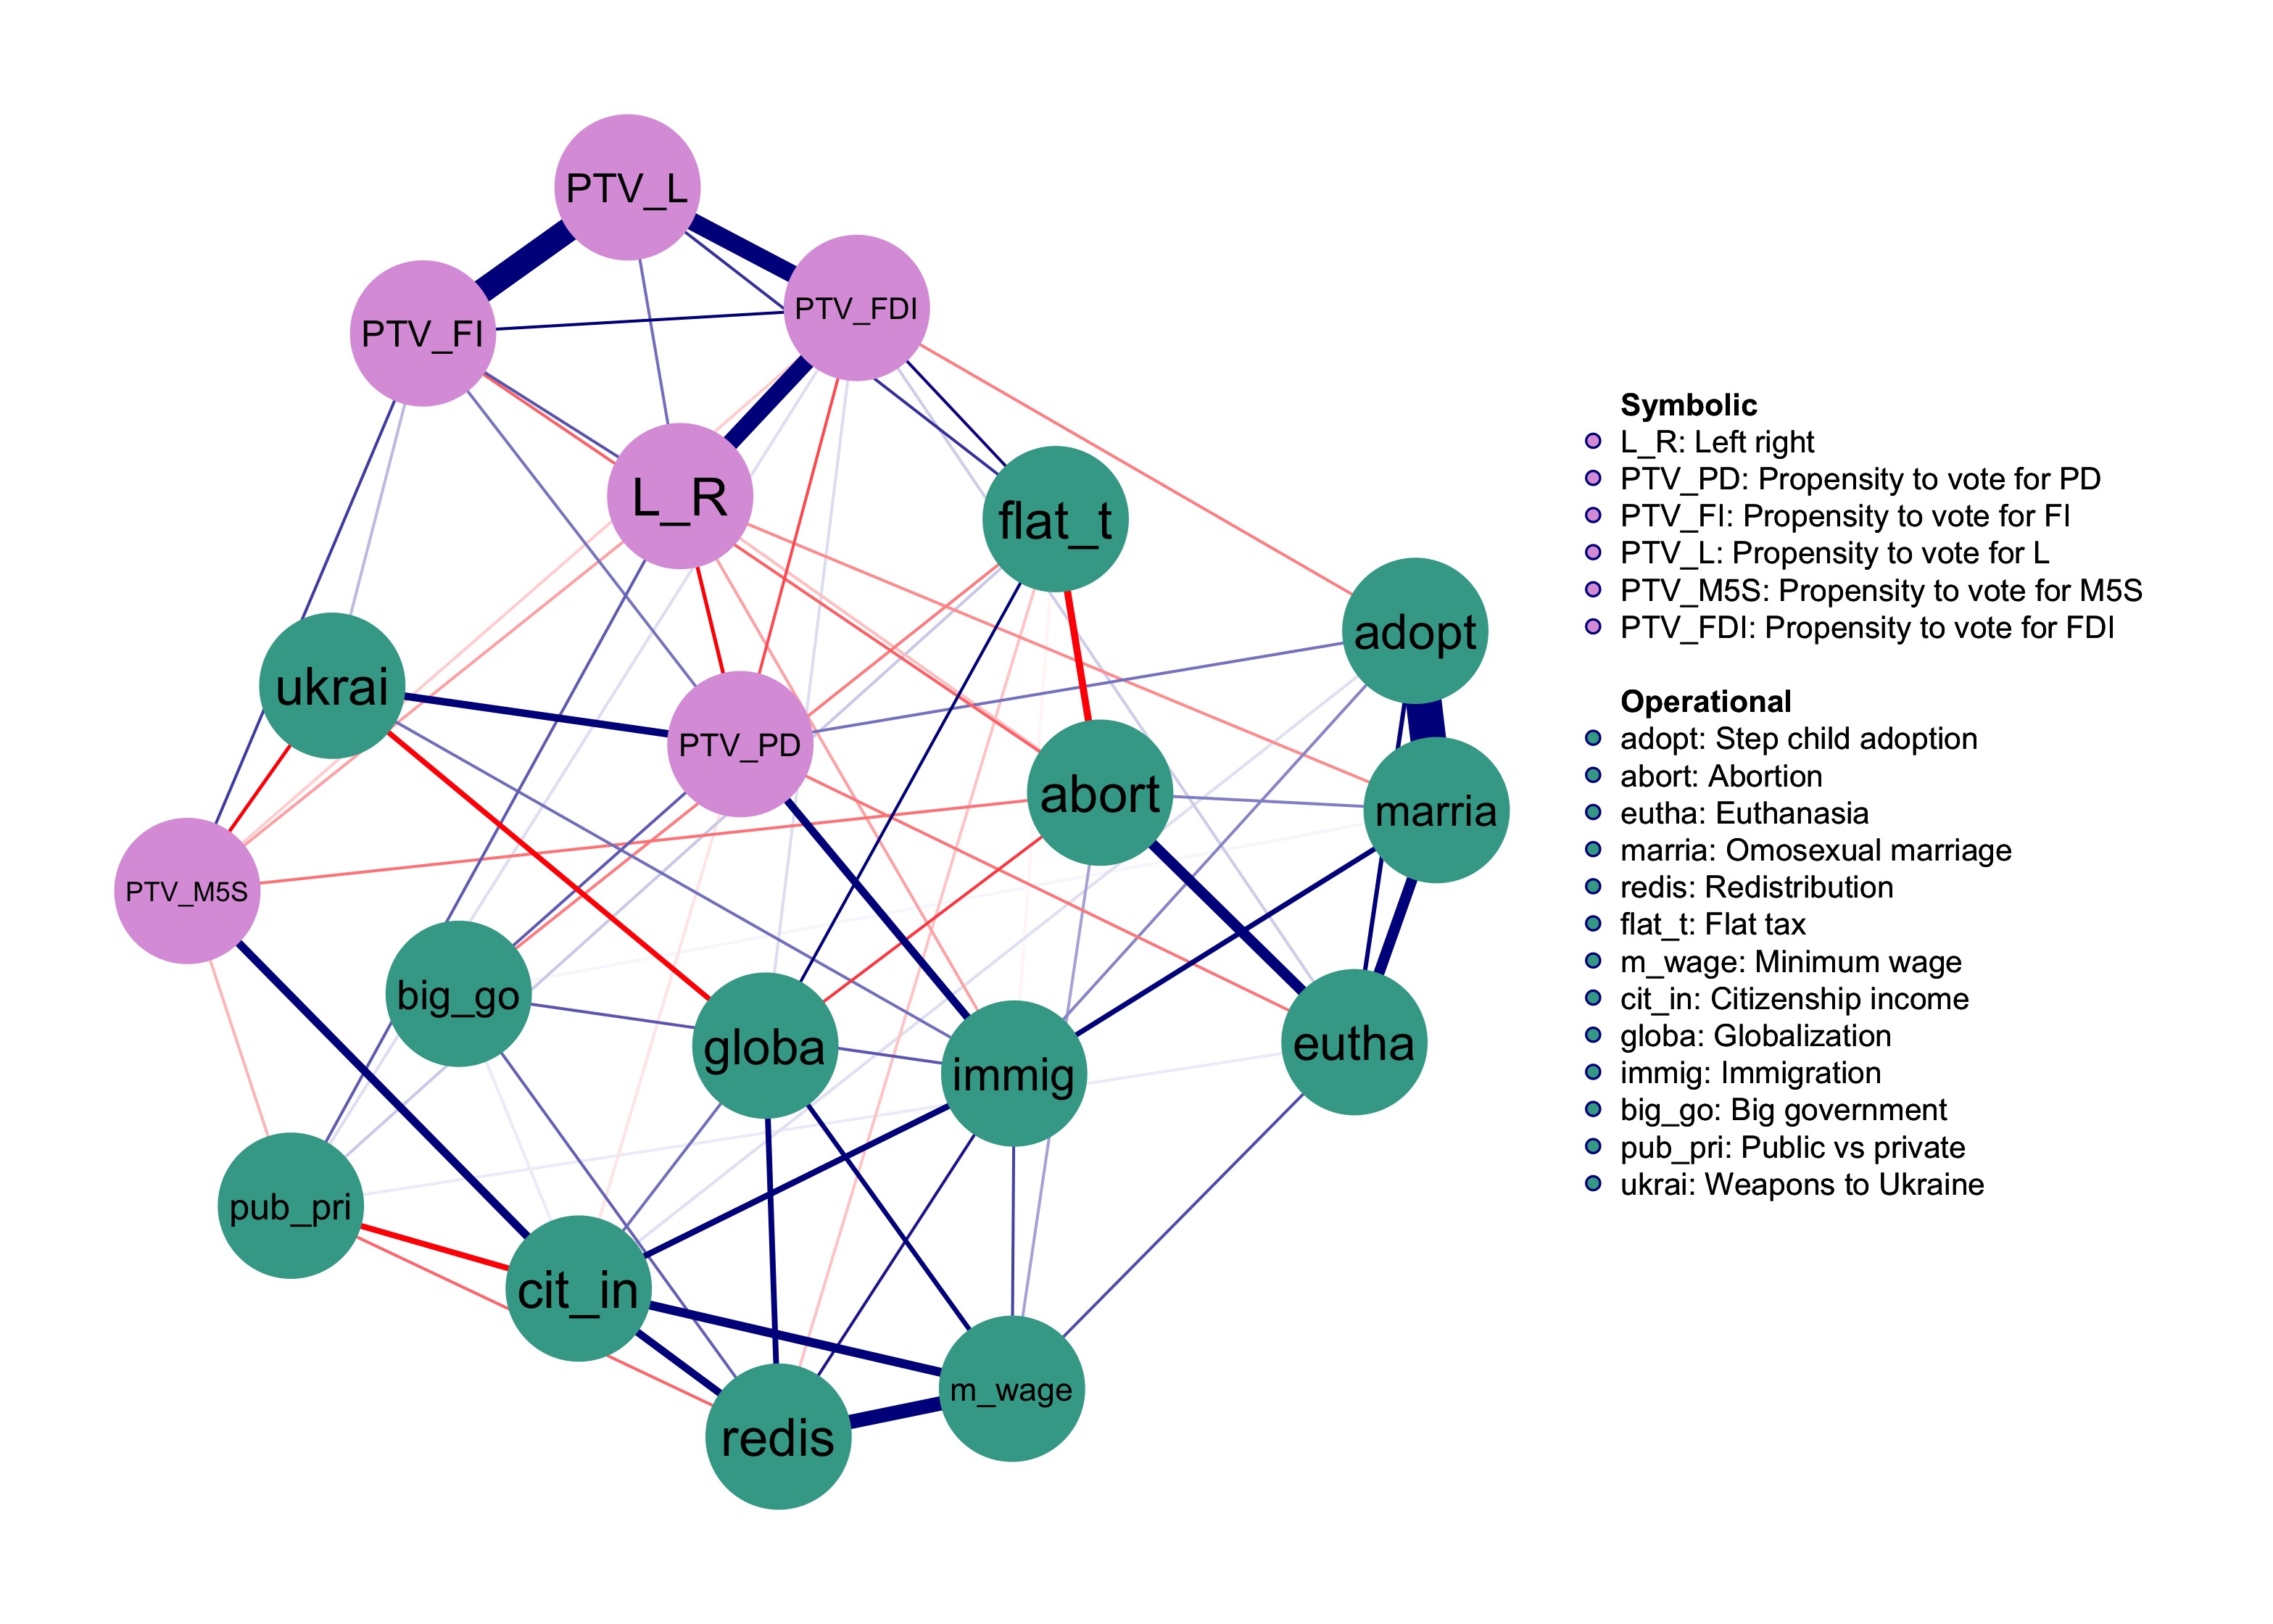 PTV_L
PTV_FDI
PTV_FI
L_R
flat_t
adopt
ukrai
PTV_PD
abort
marria
PTV_M5S
big_go
globa
immig
eutha
pub_pri
cit_in
m_wage
redis
Symbolic
L_R: Left right
PTV_PD: Propensity to vote for PD
PTV_FI: Propensity to vote for FI
PTV_L: Propensity to vote for L
PTV_M5S: Propensity to vote for M5S
PTV_FDI: Propensity to vote for FDI
Operational
adopt: Step child adoption
abort: Abortion
eutha: Euthanasia
marria: Omosexual marriage
redis: Redistribution
flat_t: Flat tax
m_wage: Minimum wage
cit_in: Citizenship income
globa: Globalization
immig: Immigration
big_go: Big government
pub_pri: Public vs private
ukrai: Weapons to Ukraine